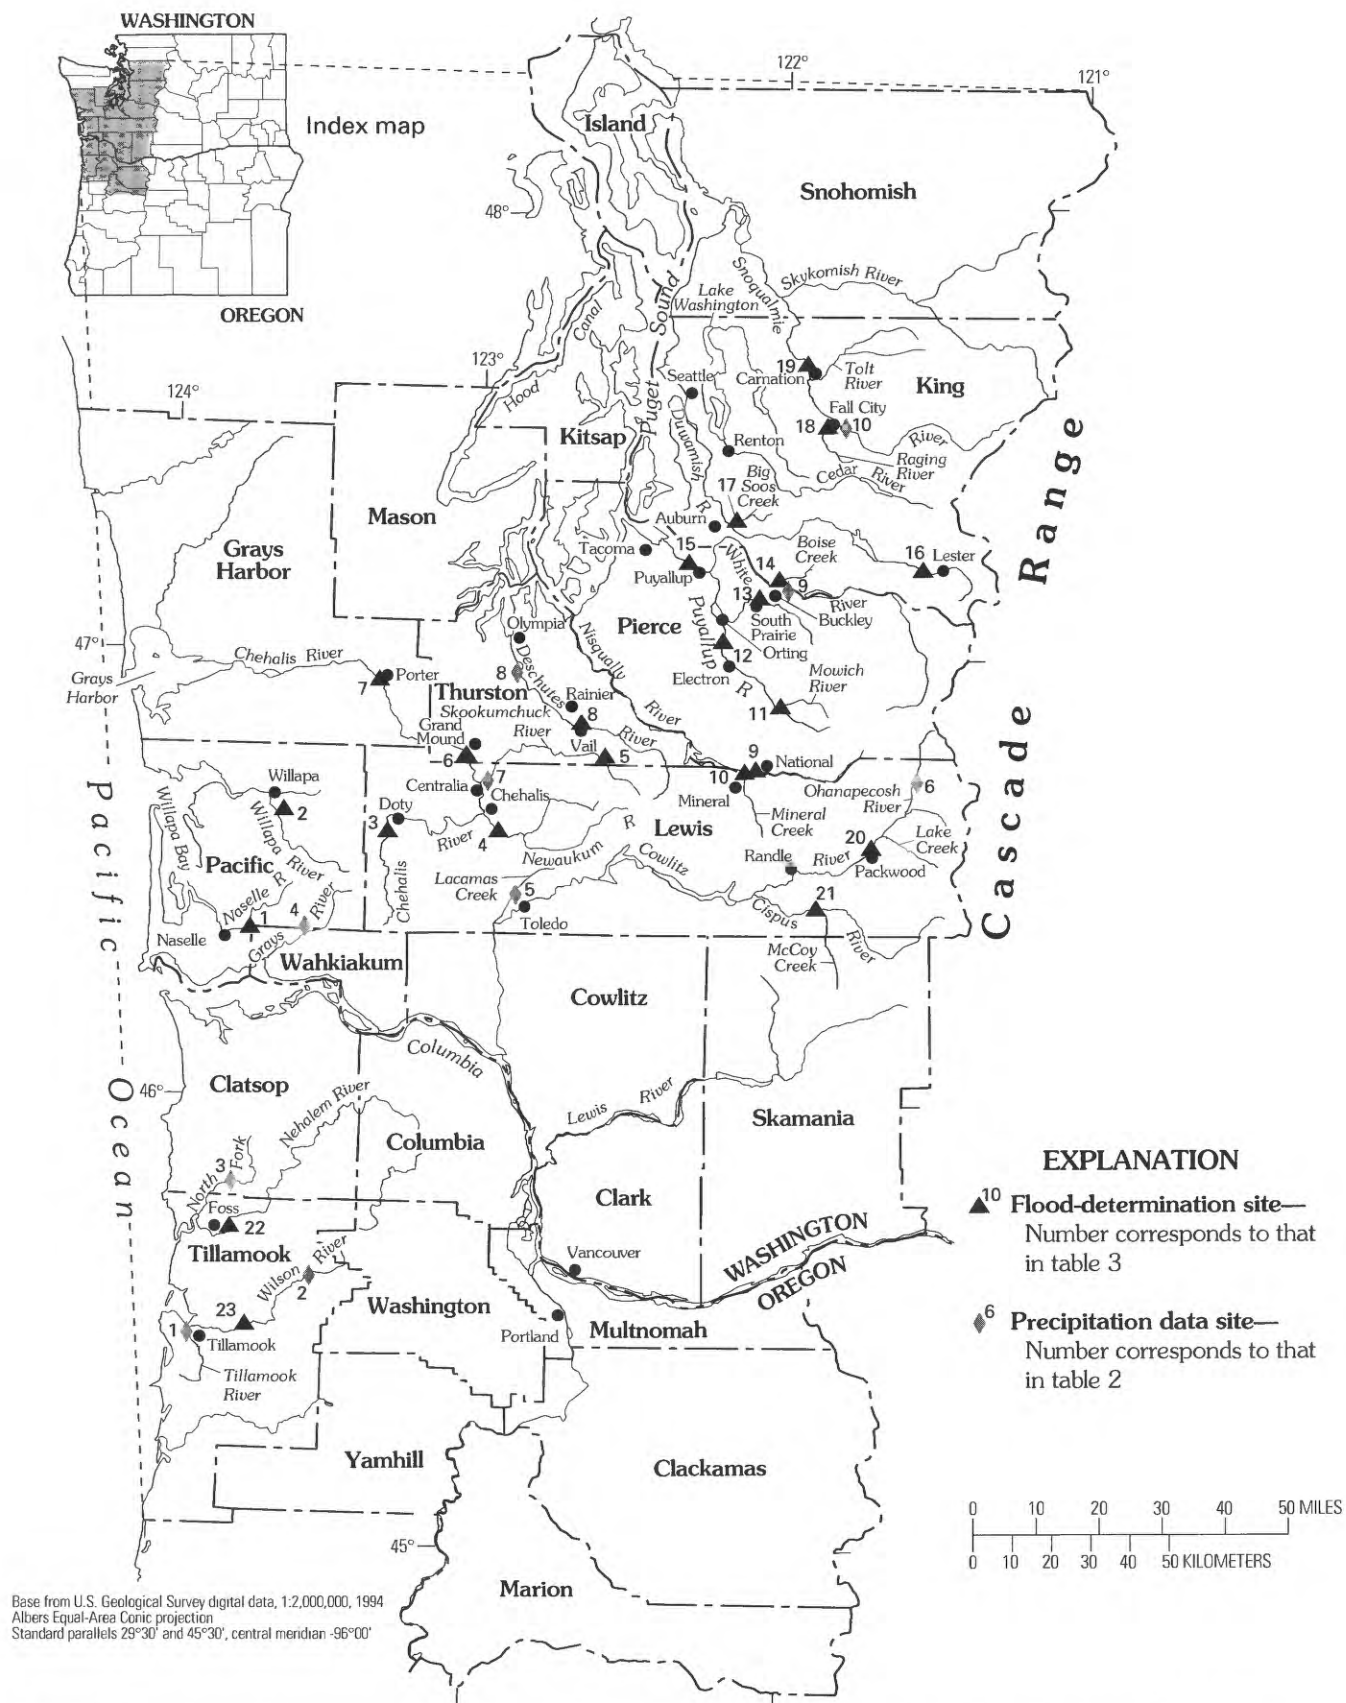 WASHINGTON
Index map
OREGON
122°
121°
Island
Snohomish
48°
Skykomish River
Snoqualmie
Lake
Washington
Puget Sound
Canal
Hood
123°
124°
19
Carnation
Tolt
River
King
Seattle
Fall City
18
10
Kitsap
Duwamish
R
Renton
River
Raging
River
Cedar River
17
Big
Soos
Creek
Mason
Auburn
Boise
Creek
Grays
Harbor
Tacoma
15
White
14
16
Lester
Puyallup
13
9
River
Buckley
South
Prairie
Pierce
Puyallup
R
Orting
12
Electron
Mowich
River
11
Olympia
Nisqually
River
47°
Chehalis River
Grays
Harbor
Porter
7
8
Deschutes
River
Thurston
Rainier
Skookumchuck
River
8
Vail
5
Grand
Mound
6
9
National
10
Mineral
Mineral
Creek
Ohanapecosh
River
6
7
Centralia
Chehalis
Willapa
2
Willapa Bay
Willapa River
Doty
3
River
4
Chehalis
Newaukum R
Lewis
Lake
Creek
20
Packwood
Pacific
Randle
River
Cowlitz
Lacamas
Creek
5
Toledo
21
Cispus
River
McCoy
Creek
Naselle R
1
4
Naselle
Grays River
Wahkiakum
Cowlitz
Cascade Range
Pacific Ocean
Columbia
Clatsop
46°
Nehalem River
Lewis River
Skamania
Columbia
North Fork
3
Clark
Foss
22
Tillamook
Vancouver
WASHINGTON
OREGON
Wilson River
2
Washington
23
1
Tillamook
Portland
Multnomah
Tillamook
River
Yamhill
Clackamas
45°
Marion
EXPLANATION
10 Flood-determination site—
Number corresponds to that
in table 3
6 Precipitation data site—
Number corresponds to that
in table 2
0 10 20 30 40 50 MILES
0 10 20 30 40 50 KILOMETERS
Base from U.S. Geological Survey digital data, 1:2,000,000, 1994
Albers Equal-Area Conic projection
Standard parallels 29°30' and 45°30', central meridian -96°00'